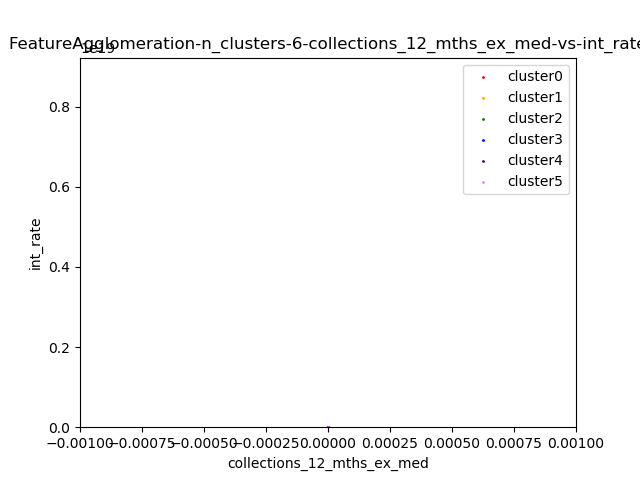 FeatureAgglomeration-n_clusters-6-collections_12_mths_ex_med-vs-int_rate
1e19
cluster0
cluster1
cluster2
cluster3
cluster4
cluster5
0.8
0.6
0.4
0.2
0.0
int_rate
−0.00100 −0.00075 −0.00050 −0.00025 0.00000 0.00025 0.00050 0.00075 0.00100
collections_12_mths_ex_med